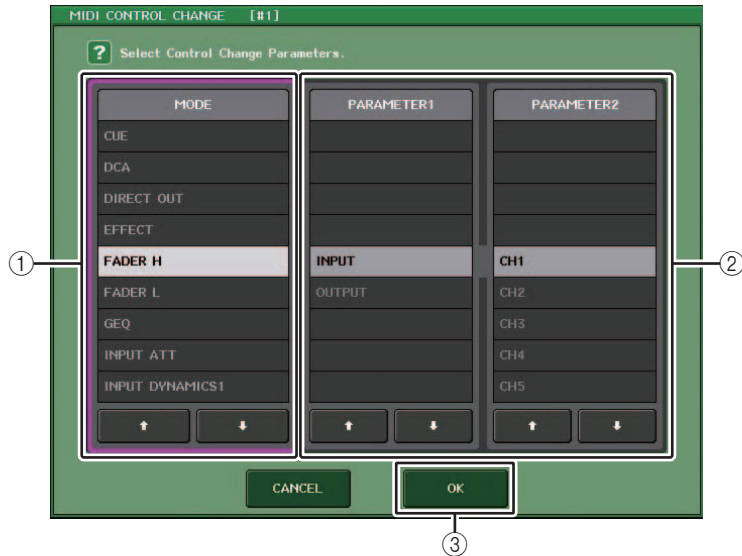 MIDI CONTROL CHANGE [#1]
? Select Control Change Parameters.
MODE
CUE
DCA
DIRECT OUT
EFFECT
FADER H
FADER L
GEQ
INPUT ATT
INPUT DYNAMICS1
PARAMETER1
INPUT
OUTPUT
PARAMETER2
CH1
CH2
CH3
CH4
CH5
CANCEL
OK
1
2
3